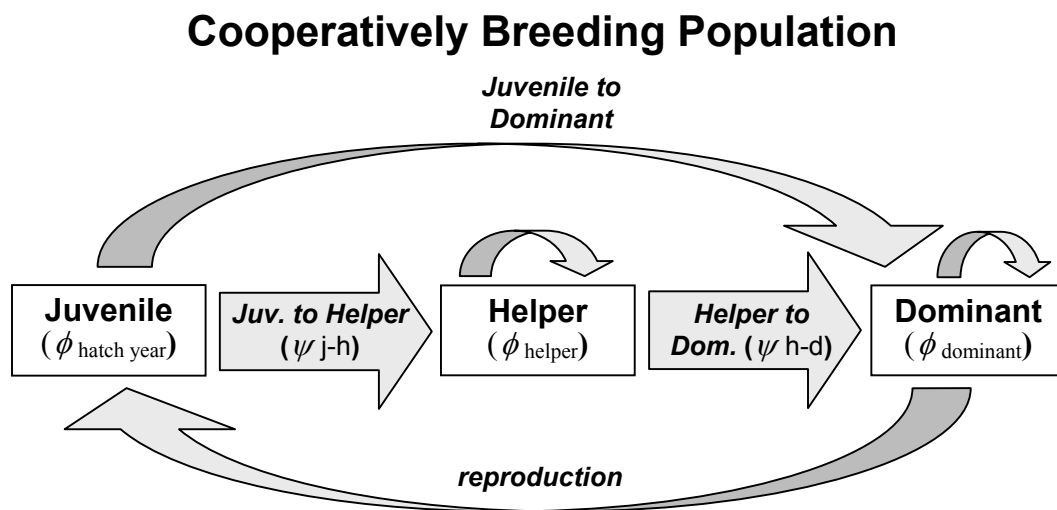 Cooperatively Breeding Population
Juvenile to
Dominant
Juvenile
(ϕ hatch year)
Juv. to Helper
(ψ j-h)
Helper
(ϕ helper)
Helper to
Dom. (ψ h-d)
Dominant
(ϕ dominant)
reproduction